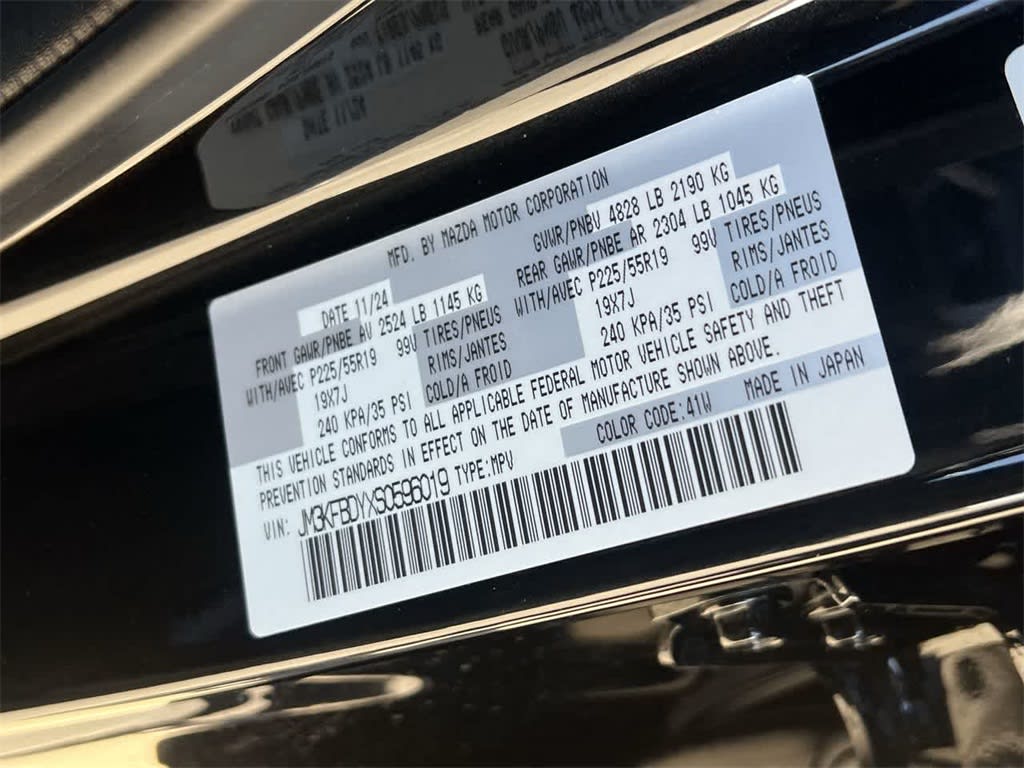 MFD. BY MAZDA MOTOR CORPORATION
DATE 11/24 GVWR/PNBV 4828 LB 2190 KG
FRONT GAWR/PNBE AV 2524 LB 1145 KG REAR GAWR/PNBE AR 2304 LB 1045 KG
WITH/AVEC P225/55R19 99V TIRES/PNEUS WITH/AVEC P225/55R19 99V TIRES/PNEUS
19X7J RIMS/JANTES 19X7J RIMS/JANTES
240 KPA/35 PSI COLD/A FROID 240 KPA/35 PSI COLD/A FROID
THIS VEHICLE CONFORMS TO ALL APPLICABLE FEDERAL MOTOR VEHICLE SAFETY AND THEFT
PREVENTION STANDARDS IN EFFECT ON THE DATE OF MANUFACTURE SHOWN ABOVE.
VIN: JM3KFBDYXS0596019 TYPE:MPV COLOR CODE:41W MADE IN JAPAN